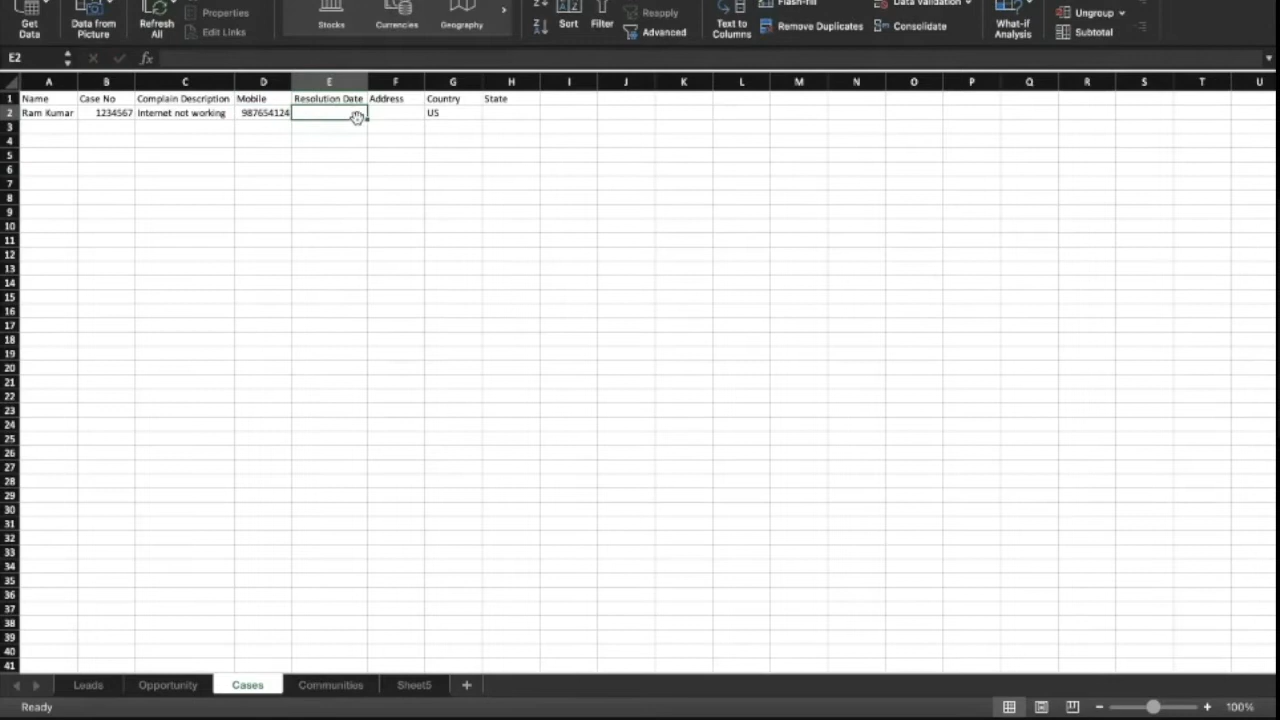 Properties
Flash-fill
Data Validation
Reapply
Ungroup
Get Data
Data from Picture
Refresh All
Edit Links
Stocks
Currencies
Geography
Sort
Filter
Advanced
Text to Columns
Remove Duplicates
Consolidate
What-if Analysis
Subtotal
E2
fx
A B C D E F G H I J K L M N O P Q R S T U
1 Name Case No Complain Description Mobile Resolution Date Address Country State
2 Ram Kumar 1234567 Internet not working 987654124 US
3
4
5
6
7
8
9
10
11
12
13
14
15
16
17
18
19
20
21
22
23
24
25
26
27
28
29
30
31
32
33
34
35
36
37
38
39
40
41
Leads Opportunity Cases Communities Sheet5 +
Ready 100%